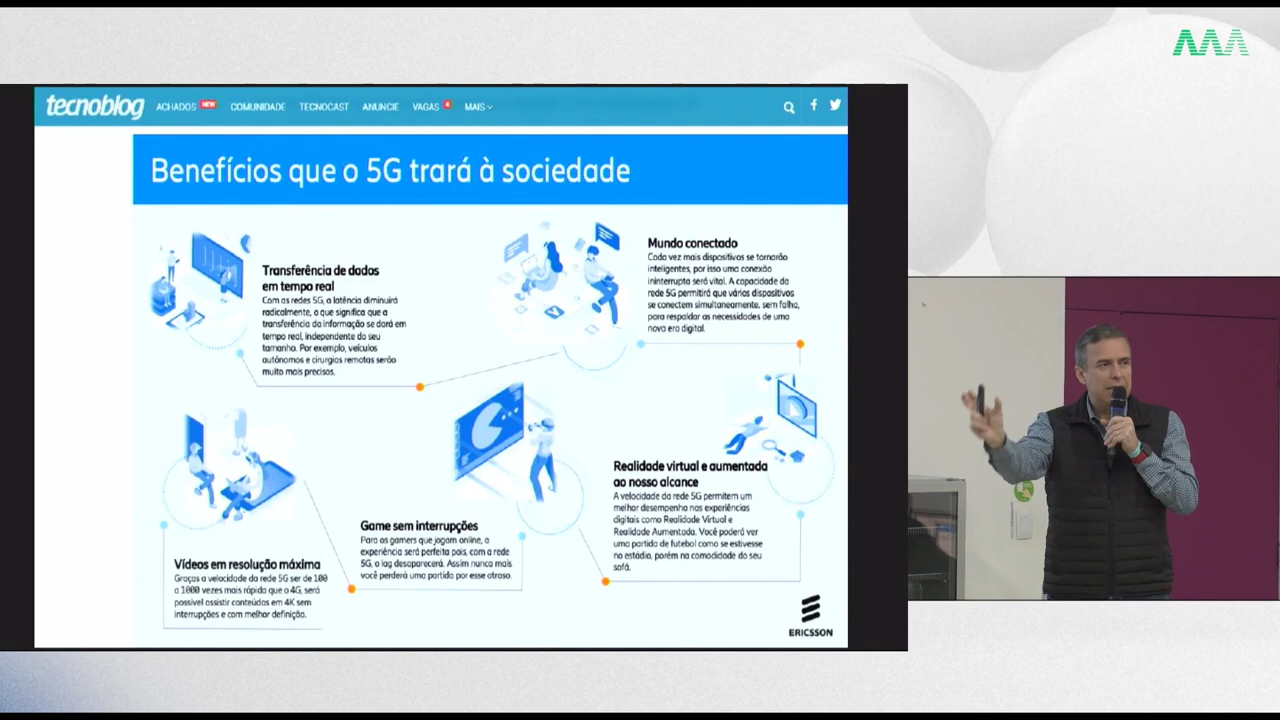 tecnoblog
ACHADOS NEW COMUNIDADE TECNOCAST ANUNCIE VAGAS 4 MAIS
Benefícios que o 5G trará à sociedade
Transferência de dados
em tempo real
Com as redes 5G, a latência diminuirá
radicalmente, o que significa que a
transferência da informação se dará em
tempo real, independente do seu
tamanho. Por exemplo, veículos
autônomos e cirurgias remotas serão
muito mais precisos.
Mundo conectado
Cada vez mais dispositivos se tornarão
inteligentes, por isso uma conexão
ininterrupta será vital. A capacidade da
rede 5G permitirá que vários dispositivos
se conectem simultaneamente, sem falha,
para respaldar as necessidades de uma
nova era digital.
Vídeos em resolução máxima
Graças a velocidade da rede 5G ser de 100
a 1000 vezes mais rápida que o 4G, será
possível assistir conteúdos em 4K sem
interrupções e com melhor definição.
Game sem interrupções
Para os gamers que jogam online, a
experiência será perfeita pois, com a rede
5G, o lag desaparecerá. Assim nunca mais
você perderá uma partida por esse atraso.
Realidade virtual e aumentada
ao nosso alcance
A velocidade da rede 5G permitem um
melhor desempenho nas experiências
digitais como Realidade Virtual e
Realidade Aumentada. Você poderá ver
uma partida de futebol como se estivesse
no estádio, porém na comodidade do seu
sofá.
ERICSSON